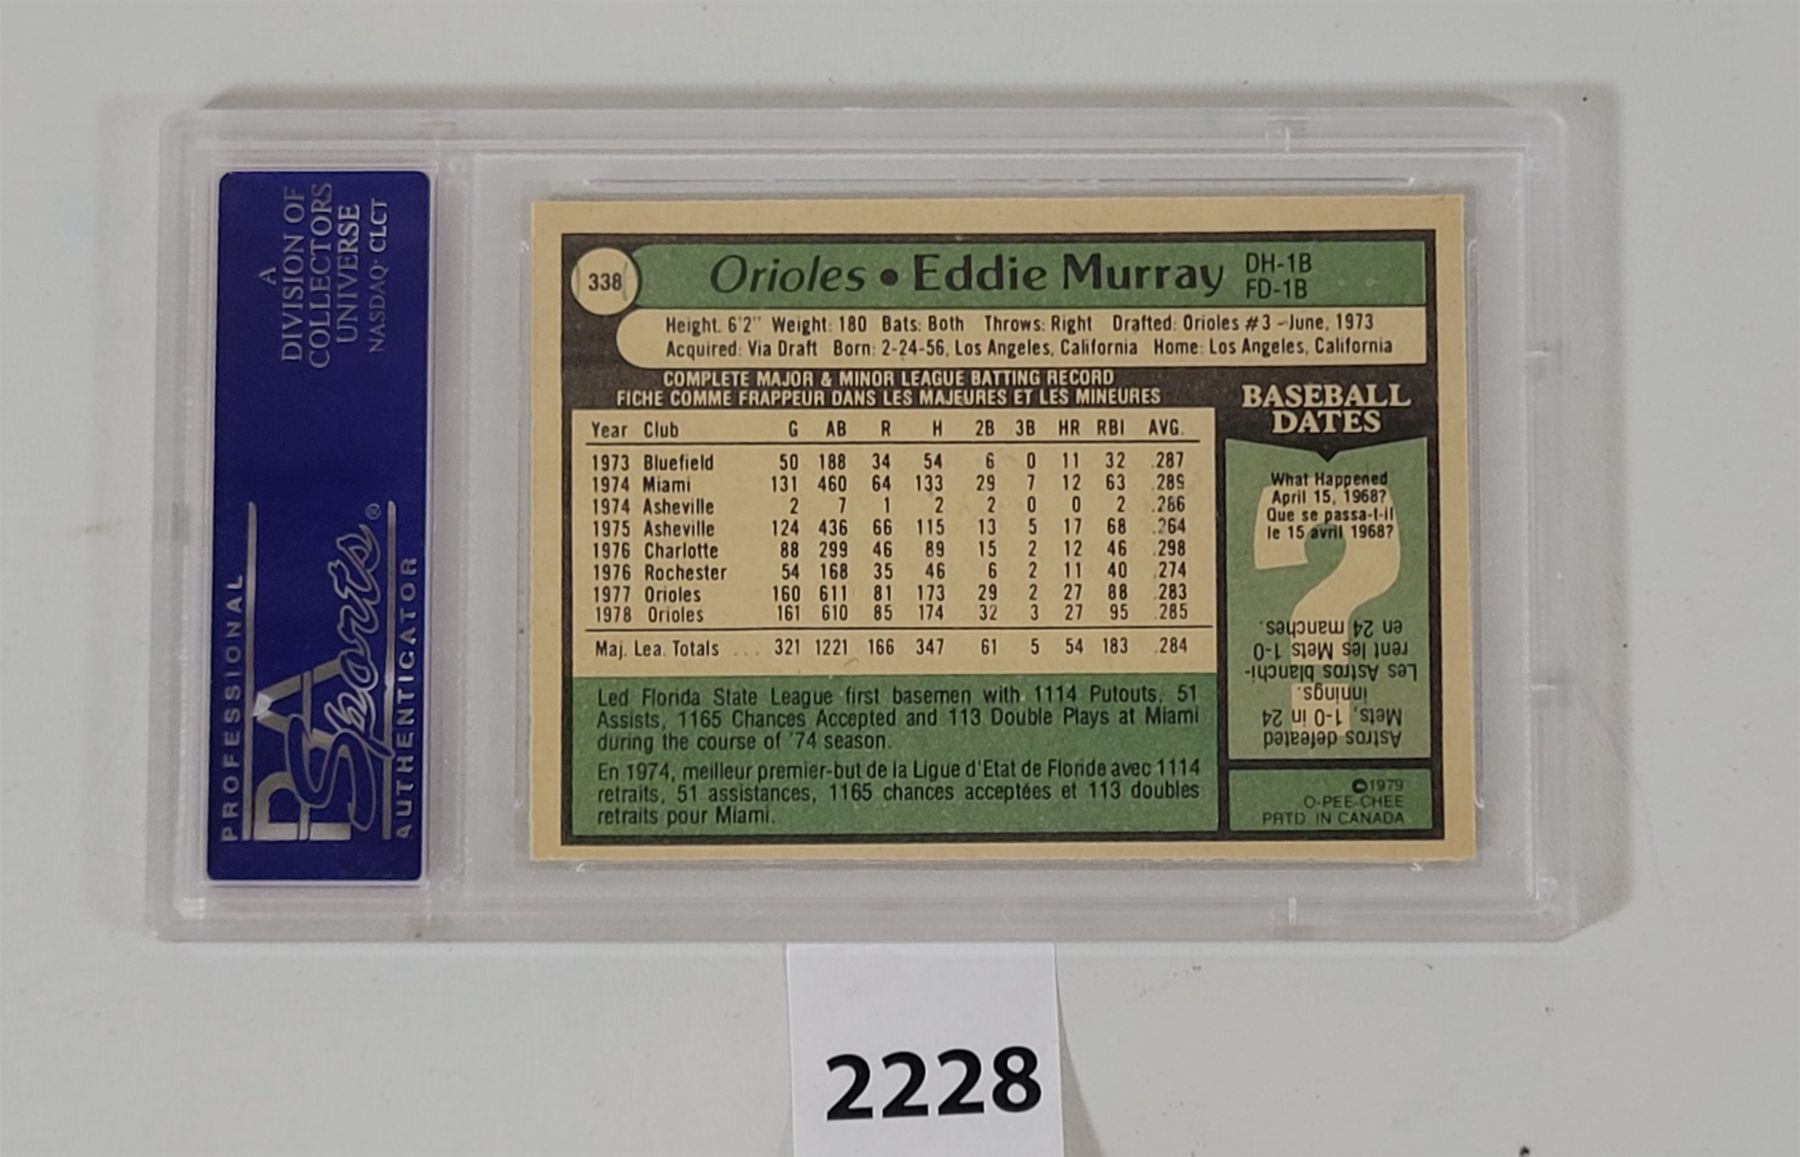 A
DIVISION OF
COLLECTORS
UNIVERSE
NASDAQ: CLCT
PROFESSIONAL
PSA
Sports®
AUTHENTICATOR
338
Orioles • Eddie Murray
DH-1B
FD-1B
Height. 6'2" Weight: 180 Bats: Both Throws: Right Drafted: Orioles #3 - June, 1973
Acquired: Via Draft Born: 2-24-56, Los Angeles, California Home: Los Angeles, California
COMPLETE MAJOR & MINOR LEAGUE BATTING RECORD
FICHE COMME FRAPPEUR DANS LES MAJEURES ET LES MINEURES
Year Club G AB R H 2B 3B HR RBI AVG.
1973 Bluefield 50 188 34 54 6 0 11 32 .287
1974 Miami 131 460 64 133 29 7 12 63 .289
1974 Asheville 2 7 1 2 2 0 0 2 .286
1975 Asheville 124 436 66 115 13 5 17 68 .264
1976 Charlotte 88 299 46 89 15 2 12 46 .298
1976 Rochester 54 168 35 46 6 2 11 40 .274
1977 Orioles 160 611 81 173 29 2 27 88 .283
1978 Orioles 161 610 85 174 32 3 27 95 .285
Maj. Lea. Totals ... 321 1221 166 347 61 5 54 183 .284
Led Florida State League first basemen with 1114 Putouts, 51
Assists, 1165 Chances Accepted and 113 Double Plays at Miami
during the course of '74 season.
En 1974, meilleur premier-but de la Ligue d'Etat de Floride avec 1114
retraits, 51 assistances, 1165 chances acceptées et 113 doubles
retraits pour Miami.
BASEBALL
DATES
What Happened
April 15, 1968?
Que se passa-t-il
le 15 avril 1968?
Astros defeated
Mets, 1-0 in 24
innings.
Les Astros blanchi-
rent les Mets 1-0
en 24 manches.
©1979
O-PEE-CHEE
PRTD. IN CANADA
2228